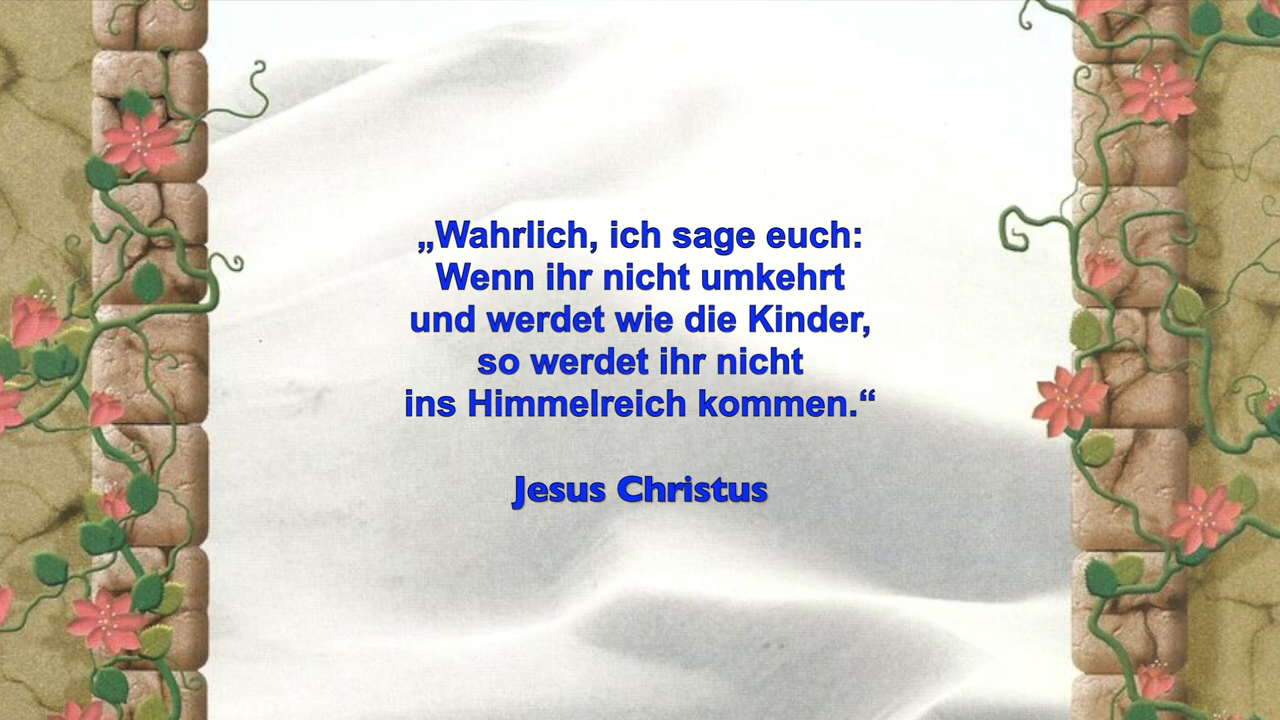 „Wahrlich, ich sage euch:
Wenn ihr nicht umkehrt
und werdet wie die Kinder,
so werdet ihr nicht
ins Himmelreich kommen.“
Jesus Christus